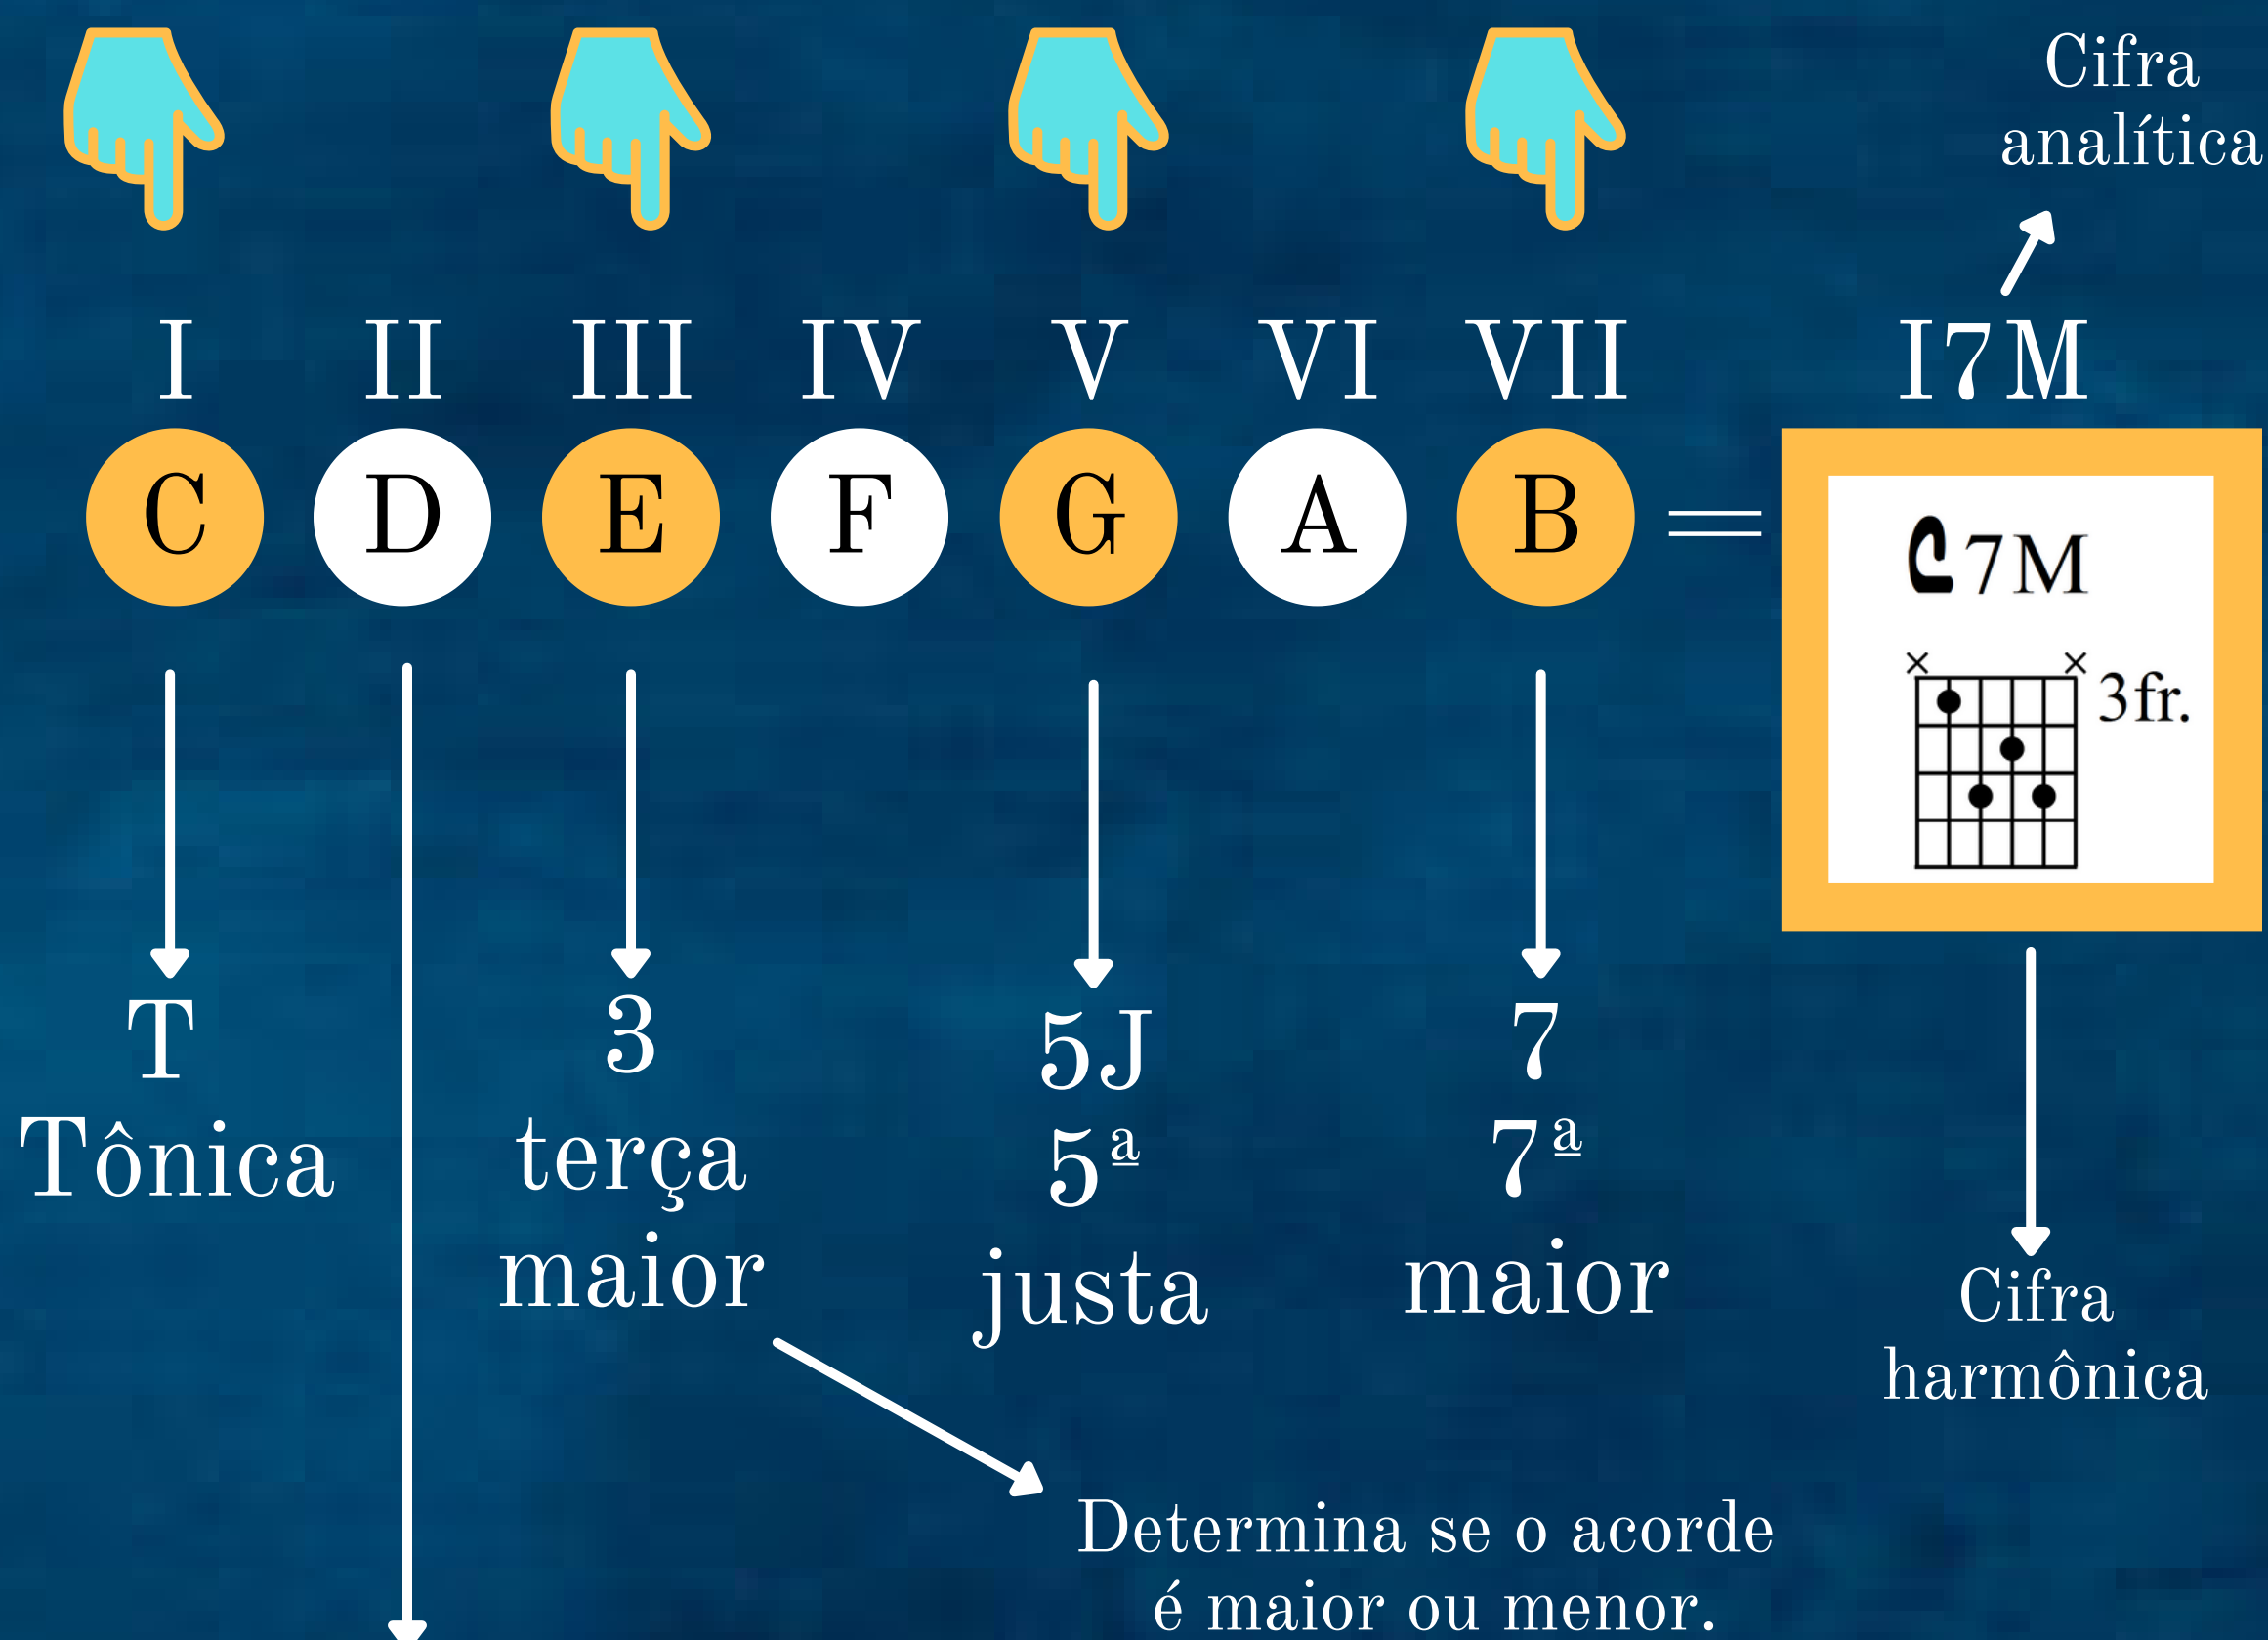 Cifra
analítica
I II III IV V VI VII I7M
C D E F G A B =
C7M
× ×
3fr.
T
Tônica
3
terça
maior
5J
5ª
justa
7
7ª
maior
Cifra
harmônica
Determina se o acorde
é maior ou menor.